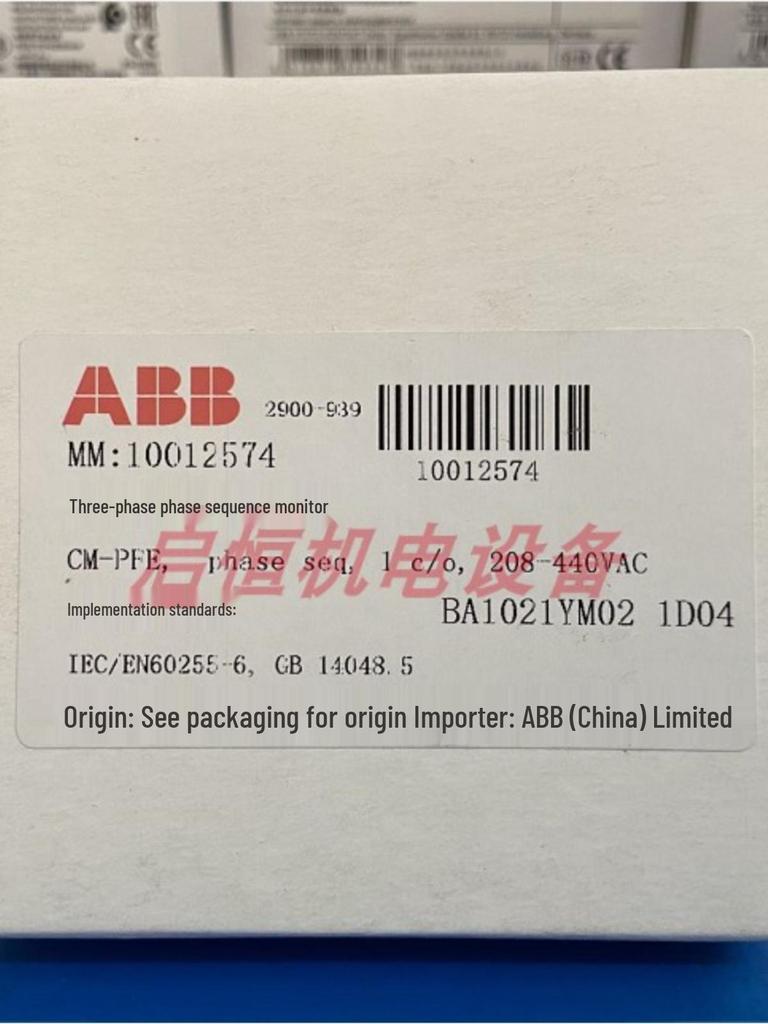 ABB 2900-939
MM:10012574
10012574
Three-phase phase sequence monitor
CM-PFE, phase seq, 1 c/o, 208-440VAC
启恒机电设备
Implementation standards:
BA1021YM02 1D04
IEC/EN60255-6, GB 14048.5
Origin: See packaging for origin Importer: ABB (China) Limited